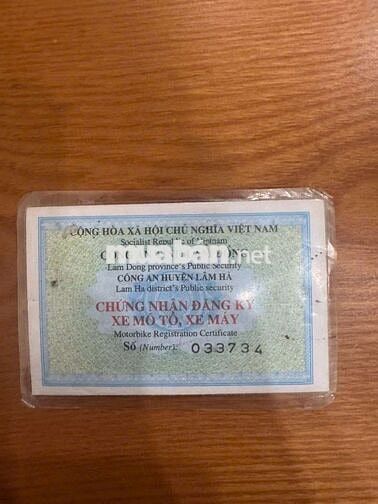 CỘNG HÒA XÃ HỘI CHỦ NGHĨA VIỆT NAM
Socialist Republic of Vietnam
muaban.net
Lam Dong province's Public Security
CÔNG AN HUYỆN LÂM HÀ
Lam Ha district's Public security
CHỨNG NHẬN ĐĂNG KÝ
XE MÔ TÔ, XE MÁY
Motorbike Registration Certificate
Số (Number): 033734